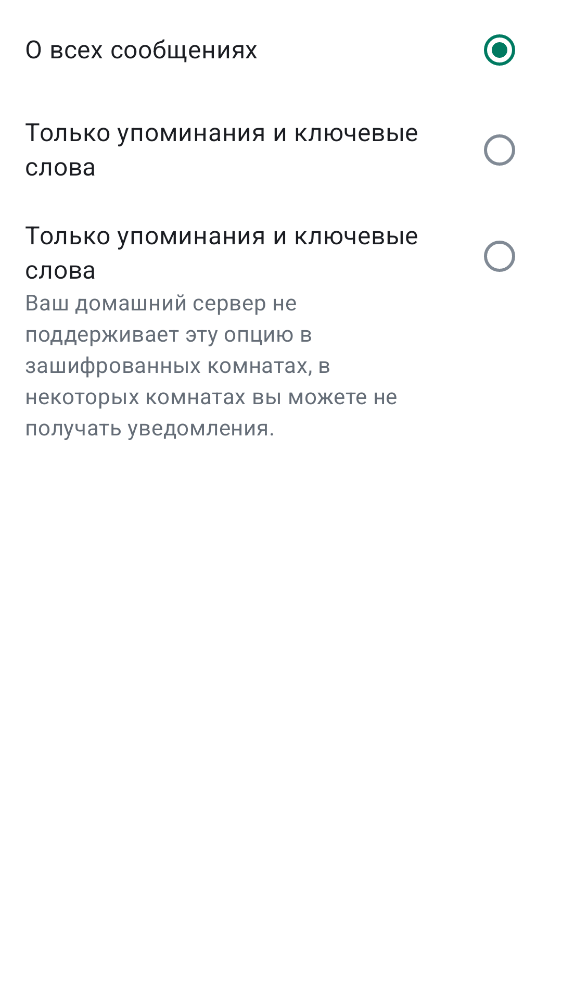 О всех сообщениях
Только упоминания и ключевые
слова
Только упоминания и ключевые
слова
Ваш домашний сервер не
поддерживает эту опцию в
зашифрованных комнатах, в
некоторых комнатах вы можете не
получать уведомления.